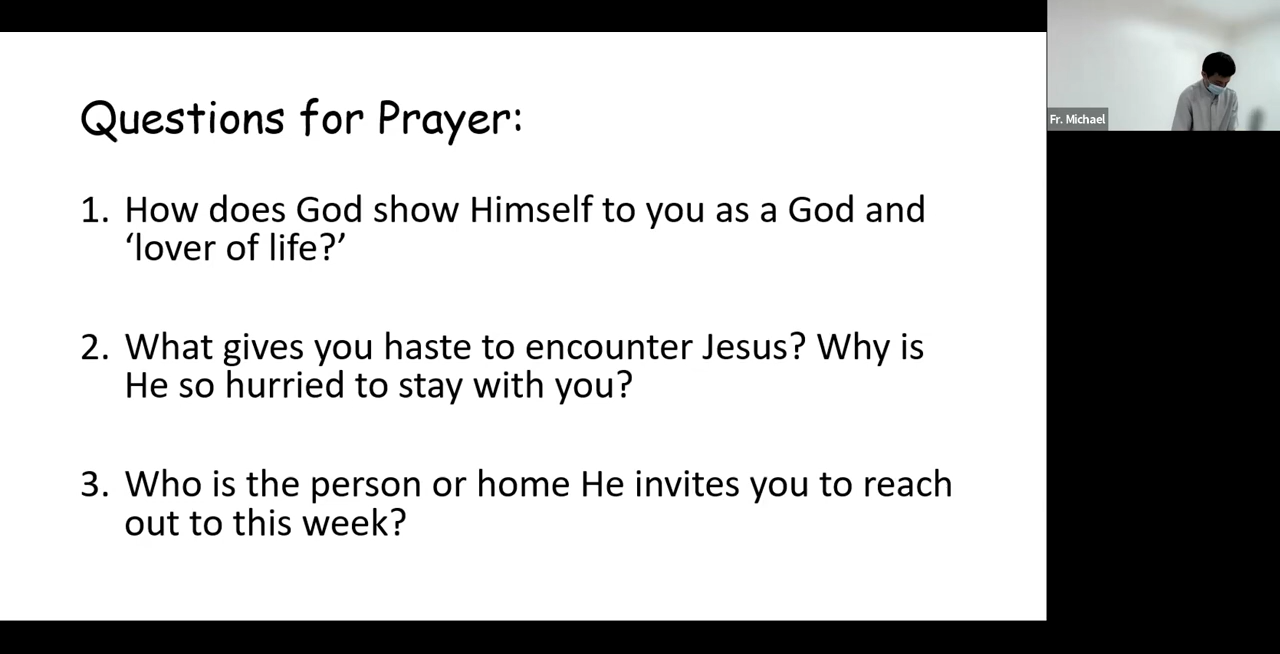 Questions for Prayer:
1. How does God show Himself to you as a God and
‘lover of life?’
2. What gives you haste to encounter Jesus? Why is
He so hurried to stay with you?
3. Who is the person or home He invites you to reach
out to this week?
Fr. Michael